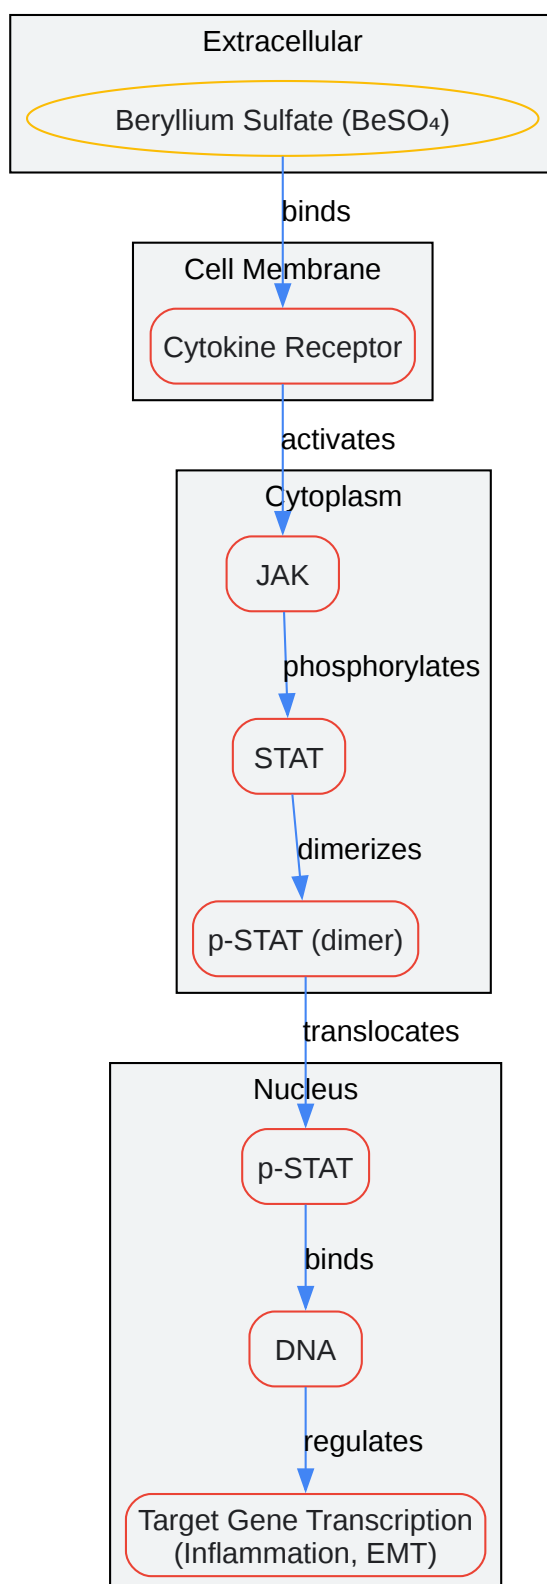 Extracellular
Beryllium Sulfate (BeSO₄)
binds
Cell Membrane
Cytokine Receptor
activates
Cytoplasm
JAK
phosphorylates
STAT
dimerizes
p-STAT (dimer)
translocates
Nucleus
p-STAT
binds
DNA
regulates
Target Gene Transcription
(Inflammation, EMT)